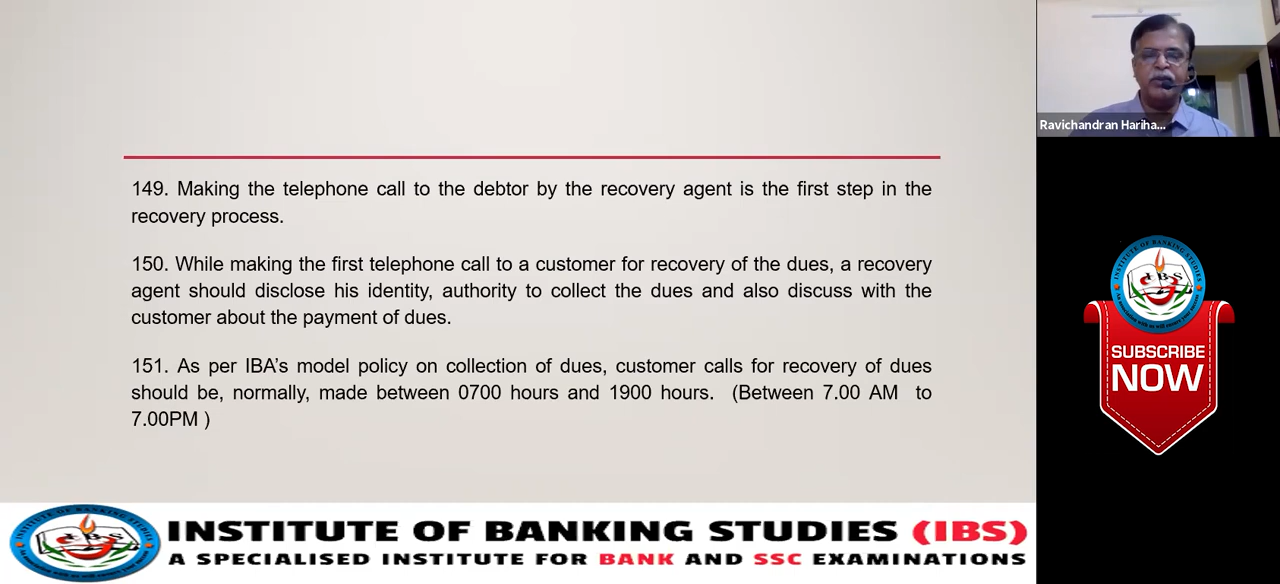 Ravichandran Hariha...
149. Making the telephone call to the debtor by the recovery agent is the first step in the
recovery process.
150. While making the first telephone call to a customer for recovery of the dues, a recovery
agent should disclose his identity, authority to collect the dues and also discuss with the
customer about the payment of dues.
151. As per IBA’s model policy on collection of dues, customer calls for recovery of dues
should be, normally, made between 0700 hours and 1900 hours. (Between 7.00 AM to
7.00PM )
INSTITUTE OF BANKING STUDIES
SUBSCRIBE
NOW
INSTITUTE OF BANKING STUDIES (IBS)
A SPECIALISED INSTITUTE FOR BANK AND SSC EXAMINATIONS